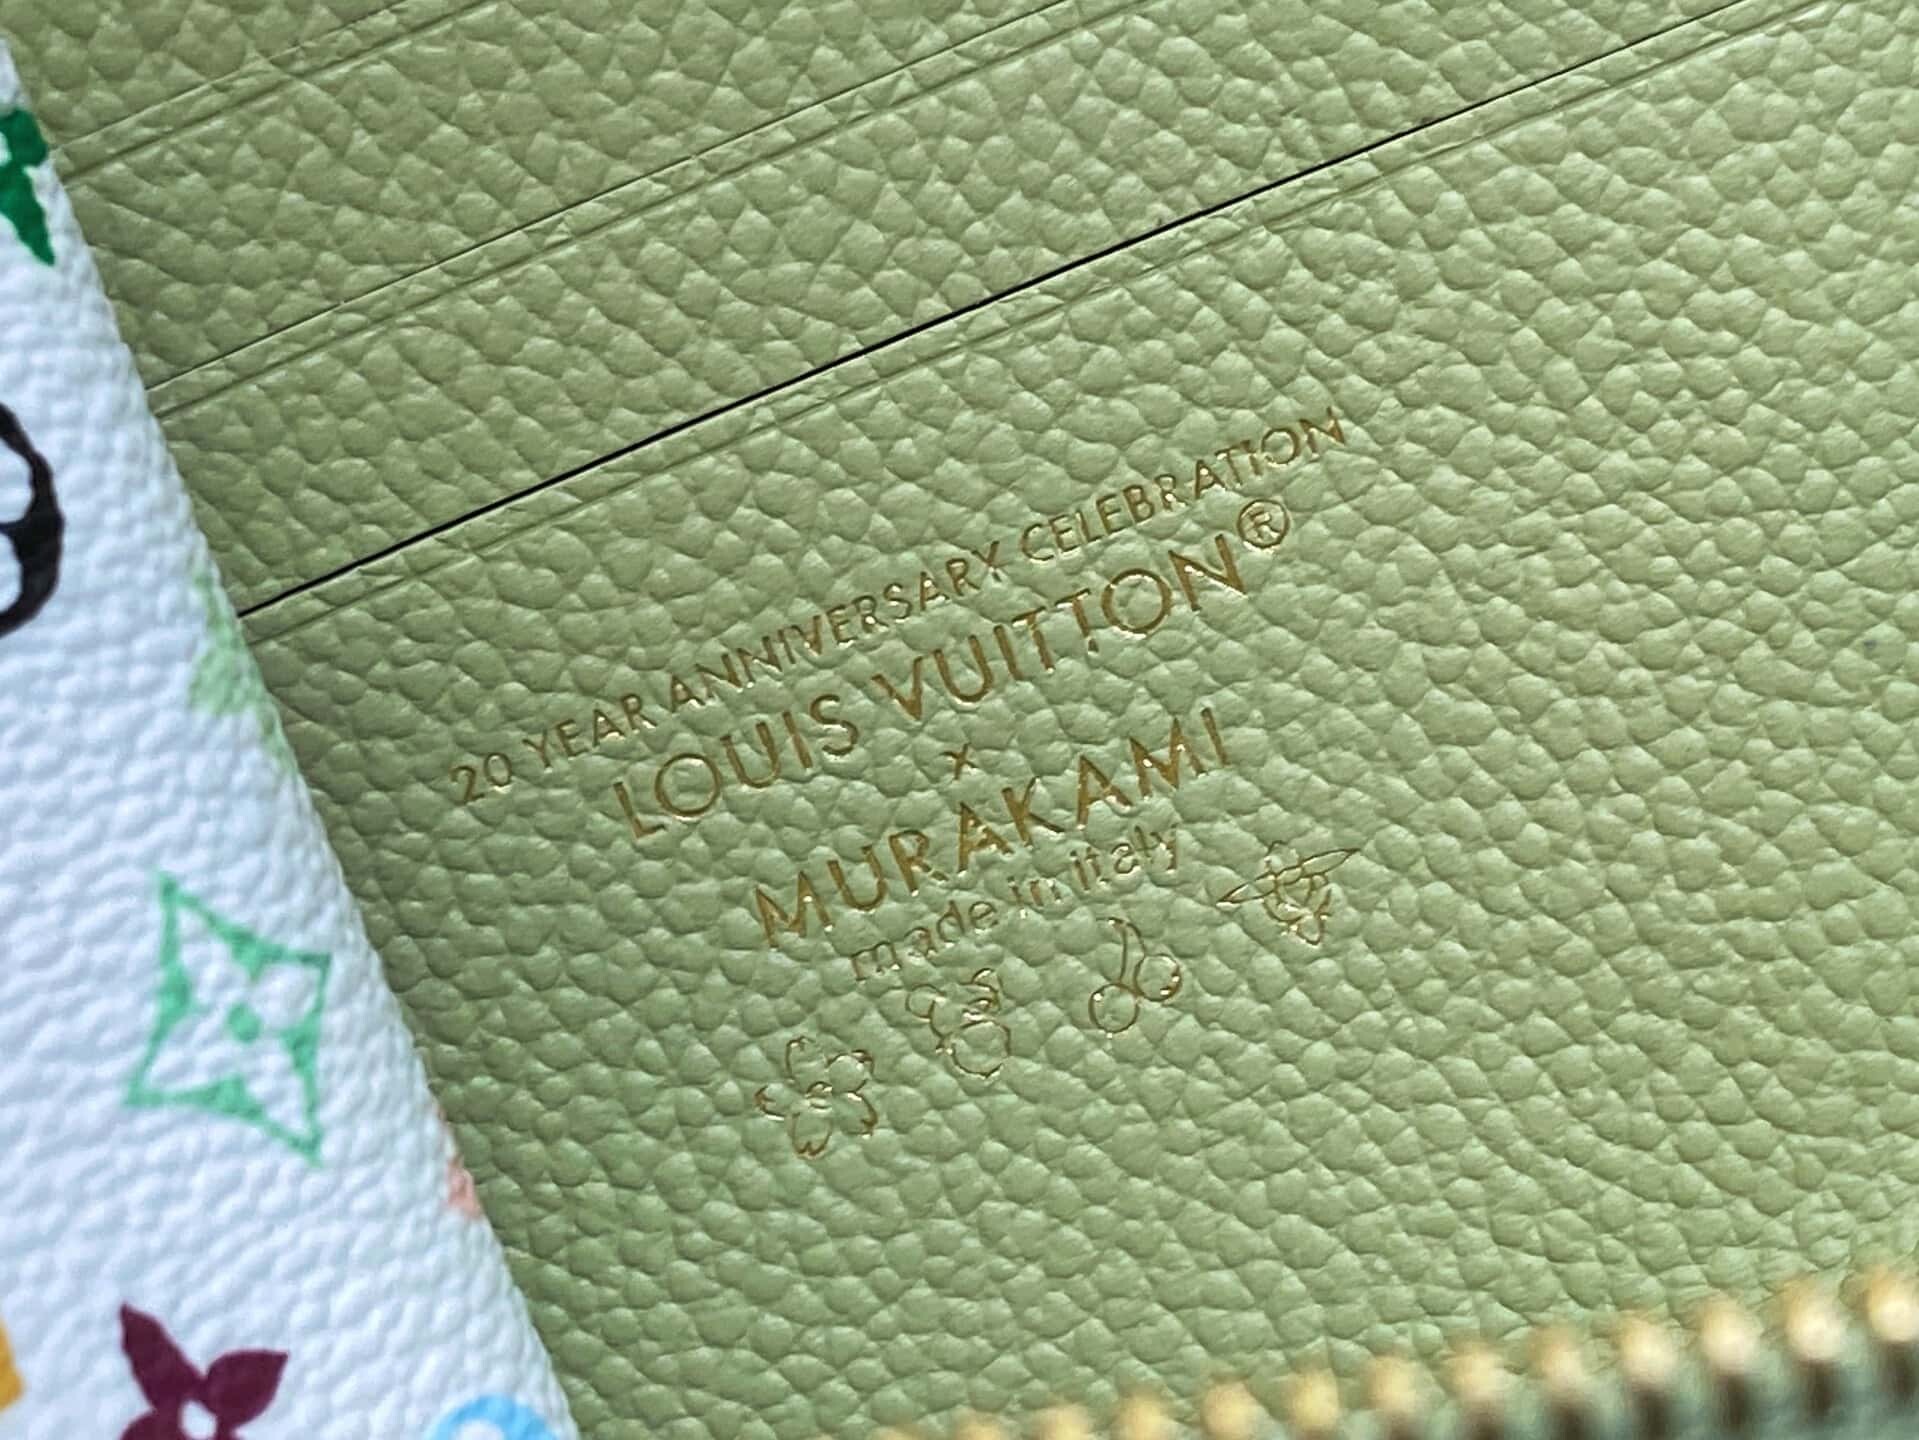 20 YEAR ANNIVERSARY CELEBRATION
LOUIS VUITTON®
x
MURAKAMI
made in italy